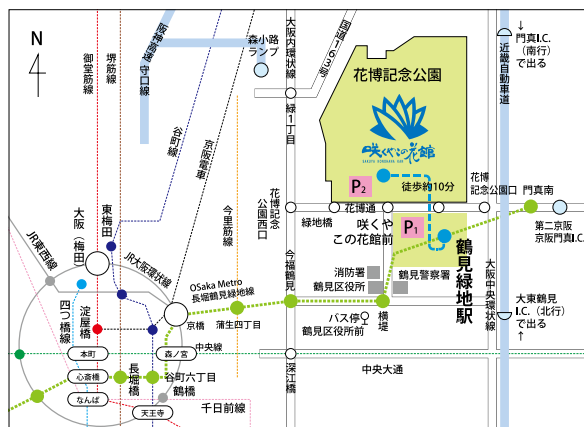 N
阪神高速 守口線
森小路
ランプ
大阪内環状線
国道163号
門真I.C.
(南行)
で出る
近畿自動車道
御堂筋線
堺筋線
谷町線
京阪電車
今里筋線
緑1丁目
花博記念公園
咲くやこの花館
SAKUYA KONOHANA KAN
P2
徒歩約10分
花博
記念公園口
門真南
花博
記念公園西口
緑地橋
花博通
P1
咲くや
この花館前
第二京阪
京阪門真I.C.
鶴見緑地駅
消防署
鶴見区役所
鶴見警察署
大阪中央環状線
大東鶴見
I.C.(北行)
で出る
JR東西線
大阪(梅田)
東梅田
JR大阪環状線
OSaka Metro
長堀鶴見緑地線
今福鶴見
京橋
蒲生四丁目
バス停
鶴見区役所前
横堤
四つ橋線
淀屋橋
本町
森ノ宮
中央線
中央大通
深江橋
心斎橋
長堀橋
谷町六丁目
鶴橋
なんば
天王寺
千日前線